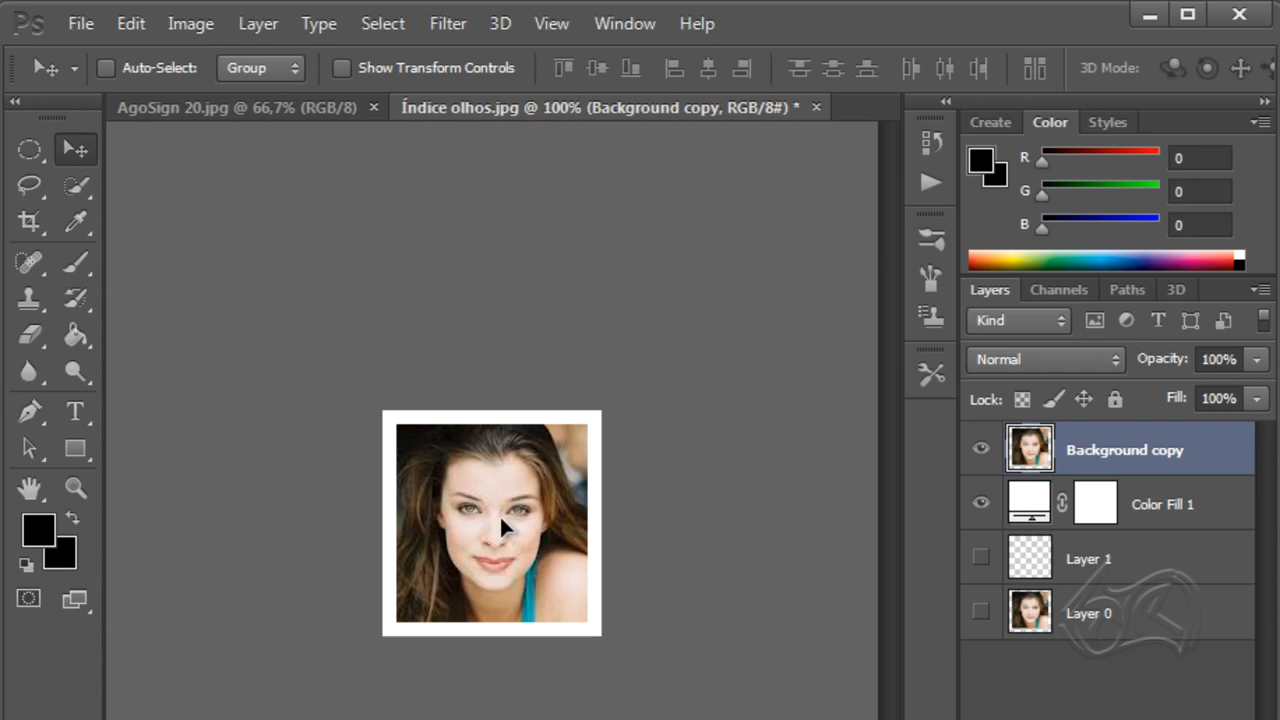 Ps File Edit Image Layer Type Select Filter 3D View Window Help
Auto-Select: Group Show Transform Controls 3D Mode:
AgoSign 20.jpg @ 66,7% (RGB/8) × Índice olhos.jpg @ 100% (Background copy, RGB/8#) * ×
Create Color Styles
R 0
G 0
B 0
Layers Channels Paths 3D
Kind
Normal Opacity: 100%
Lock: Fill: 100%
Background copy
Color Fill 1
Layer 1
Layer 0